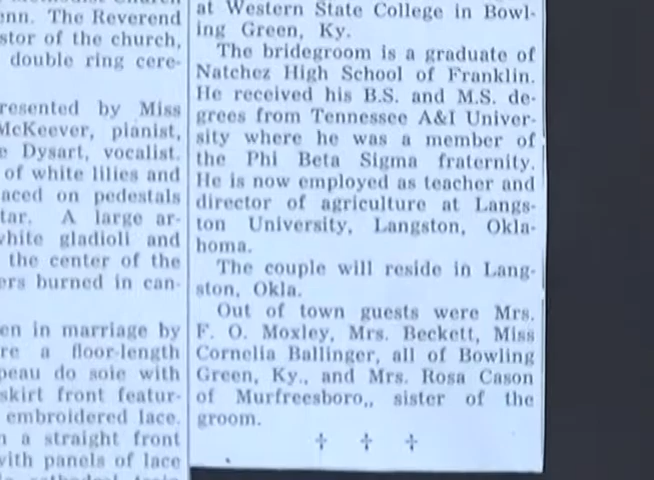 enn. The Reverend
stor of the church,
double ring cere-
resented by Miss
McKeever, pianist,
e Dysart, vocalist.
of white lilies and
aced on pedestals
tar. A large ar-
white gladioli and
the center of the
ers burned in can-
en in marriage by
re a floor-length
peau do soie with
skirt front featur-
embroidered lace.
n a straight front
with panels of lace
at Western State College in Bowl-
ing Green, Ky.
The bridegroom is a graduate of
Natchez High School of Franklin.
He received his B.S. and M.S. de-
grees from Tennessee A&I Univer-
sity where he was a member of
the Phi Beta Sigma fraternity.
He is now employed as teacher and
director of agriculture at Langs-
ton University, Langston, Okla-
homa.
The couple will reside in Lang-
ston, Okla.
Out of town guests were Mrs.
F. O. Moxley, Mrs. Beckett, Miss
Cornelia Ballinger, all of Bowling
Green, Ky., and Mrs. Rosa Cason
of Murfreesboro,, sister of the
groom.
† † †